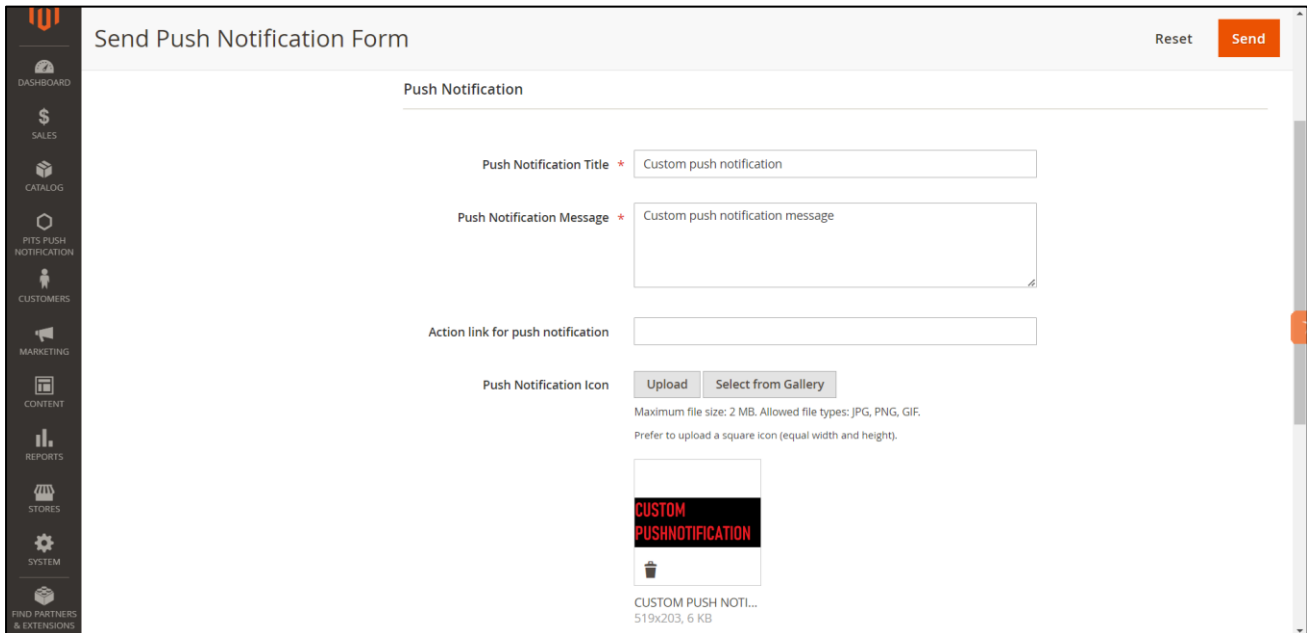 Send Push Notification Form
Reset
Send
DASHBOARD
SALES
CATALOG
PITS PUSH
NOTIFICATION
CUSTOMERS
MARKETING
CONTENT
REPORTS
STORES
SYSTEM
FIND PARTNERS
& EXTENSIONS
Push Notification
Push Notification Title *
Custom push notification
Push Notification Message *
Custom push notification message
Action link for push notification
Push Notification Icon
Upload
Select from Gallery
Maximum file size: 2 MB. Allowed file types: JPG, PNG, GIF.
Prefer to upload a square icon (equal width and height).
CUSTOM
PUSHNOTIFICATION
CUSTOM PUSH NOTI...
519x203, 6 KB